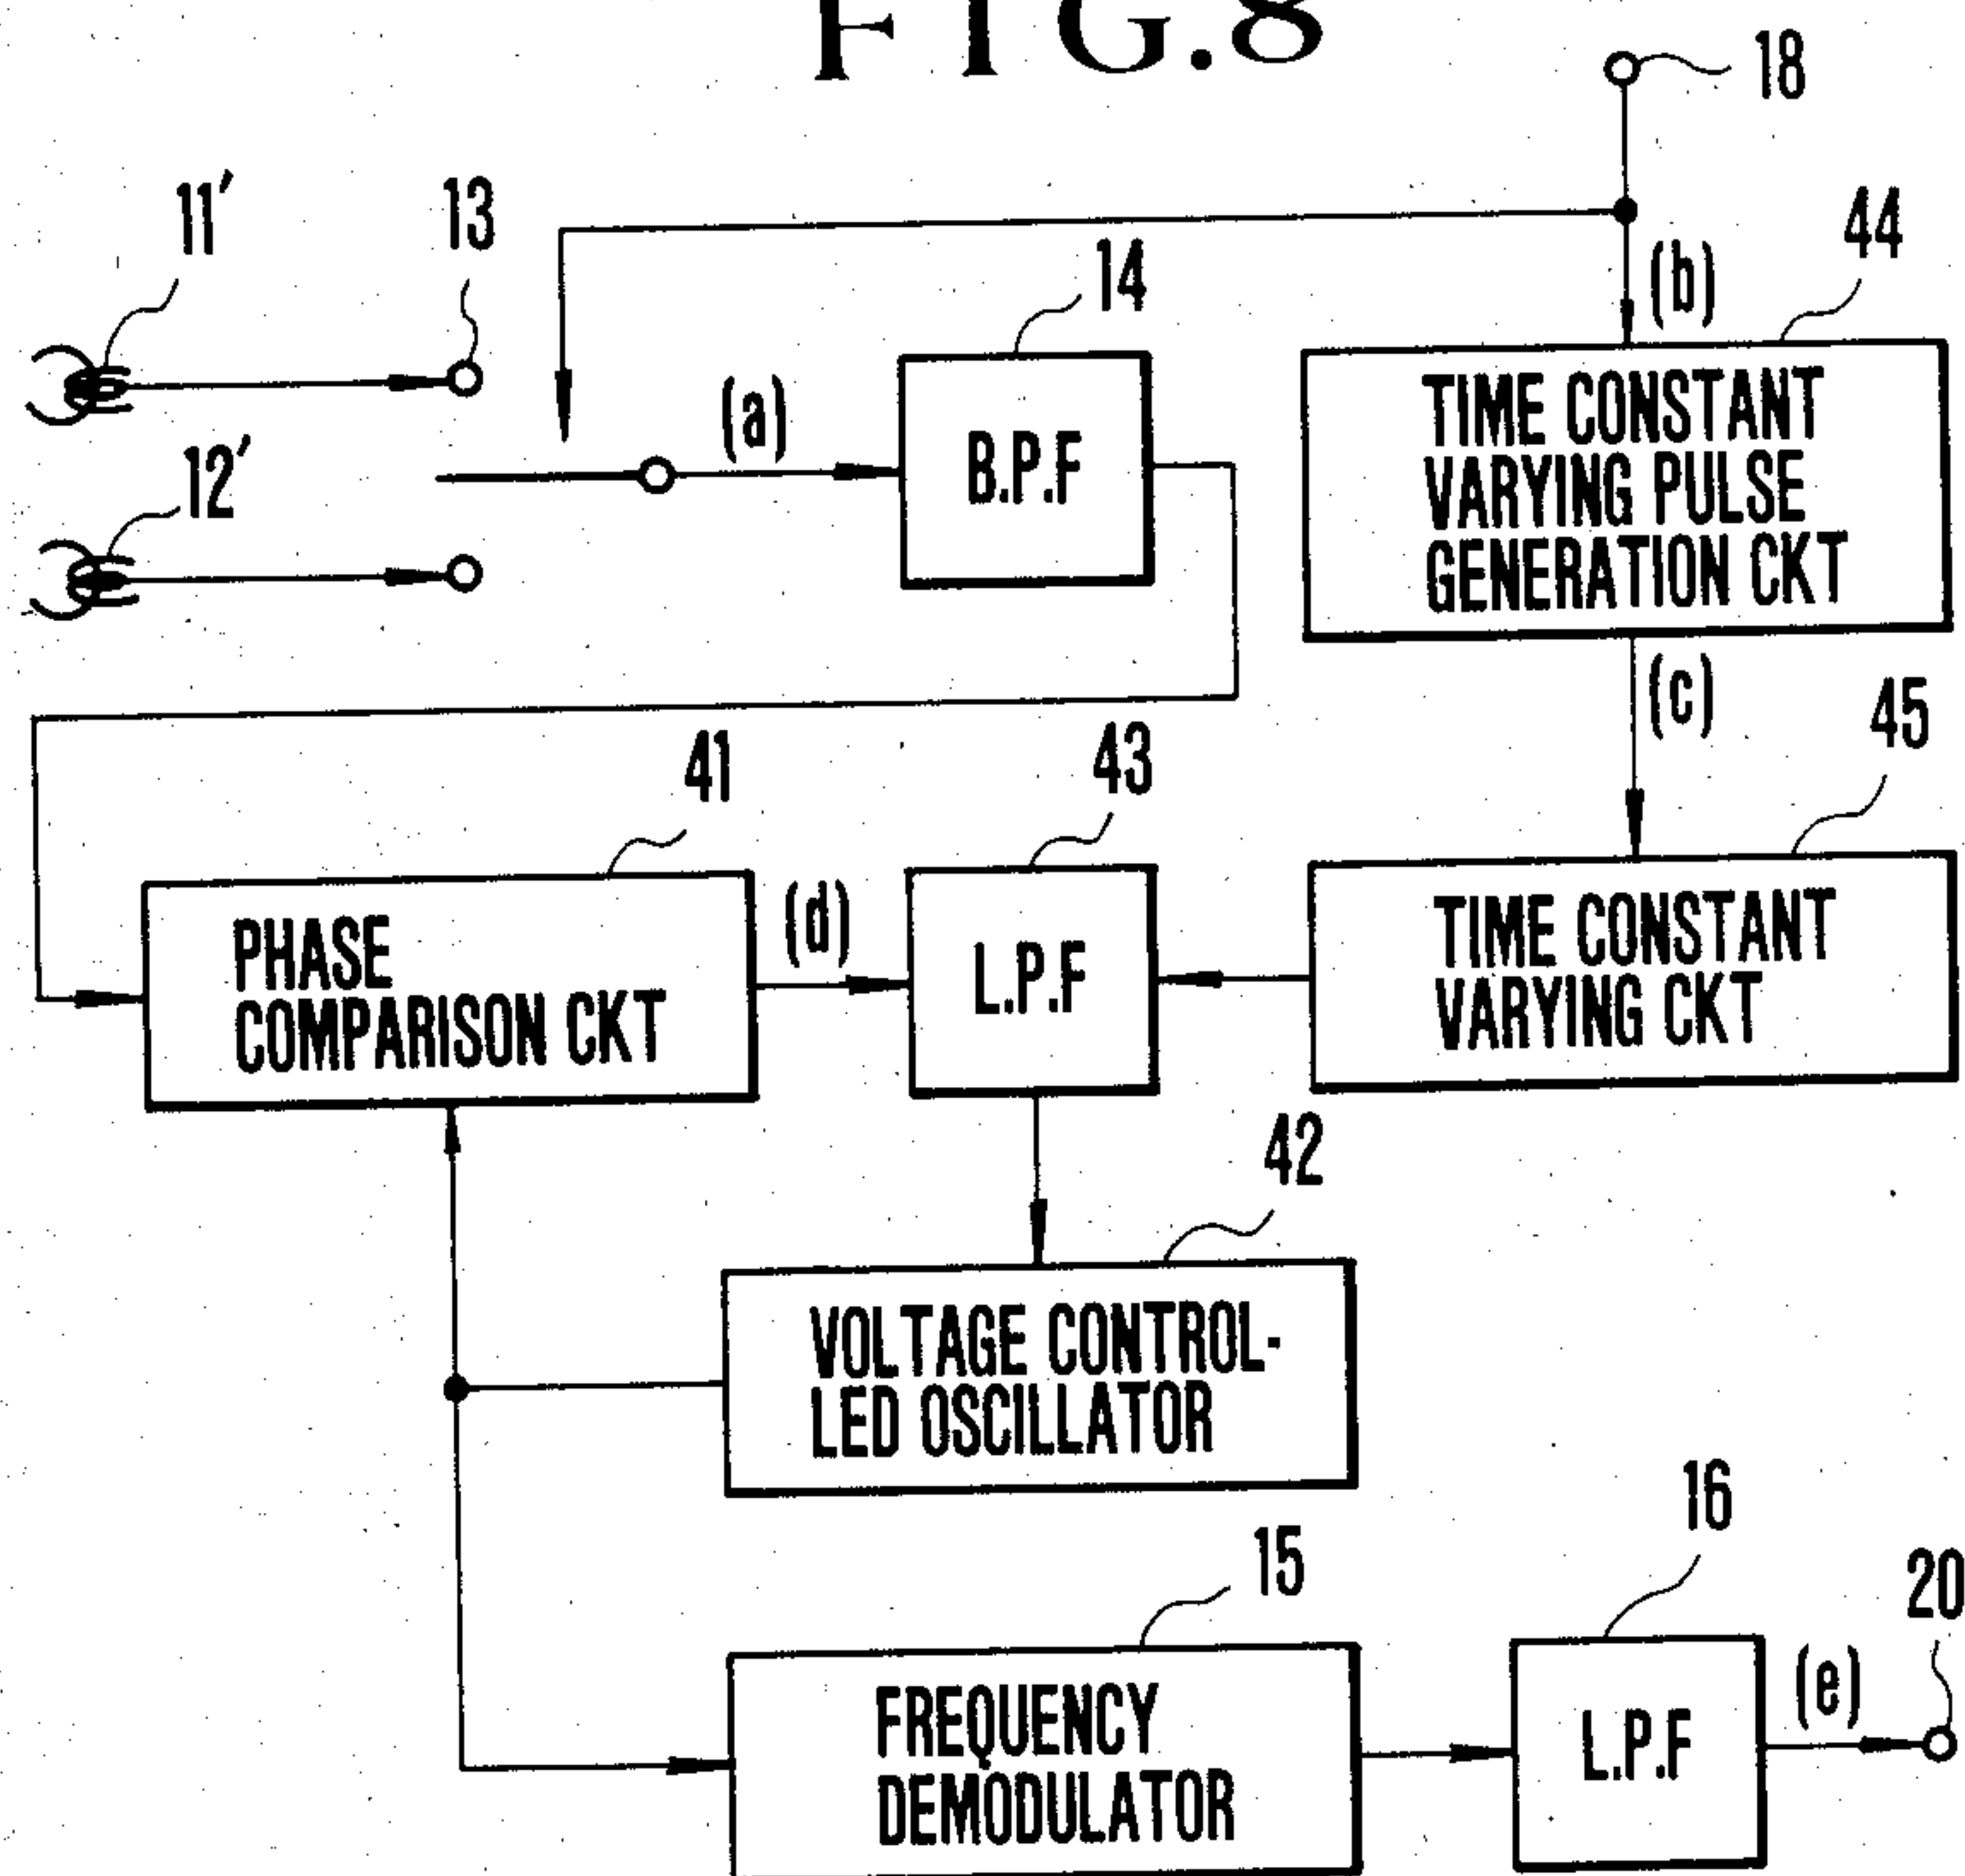 FIG.8
18
11′
13
44
14
(b)
(a)
12′
B.P.F
TIME CONSTANT
VARYING PULSE
GENERATION CKT
(c)
45
41
43
(d)
PHASE
COMPARISON CKT
L.P.F
TIME CONSTANT
VARYING CKT
42
VOLTAGE CONTROL-
LED OSCILLATOR
16
15
20
(e)
FREQUENCY
DEMODULATOR
L.P.F